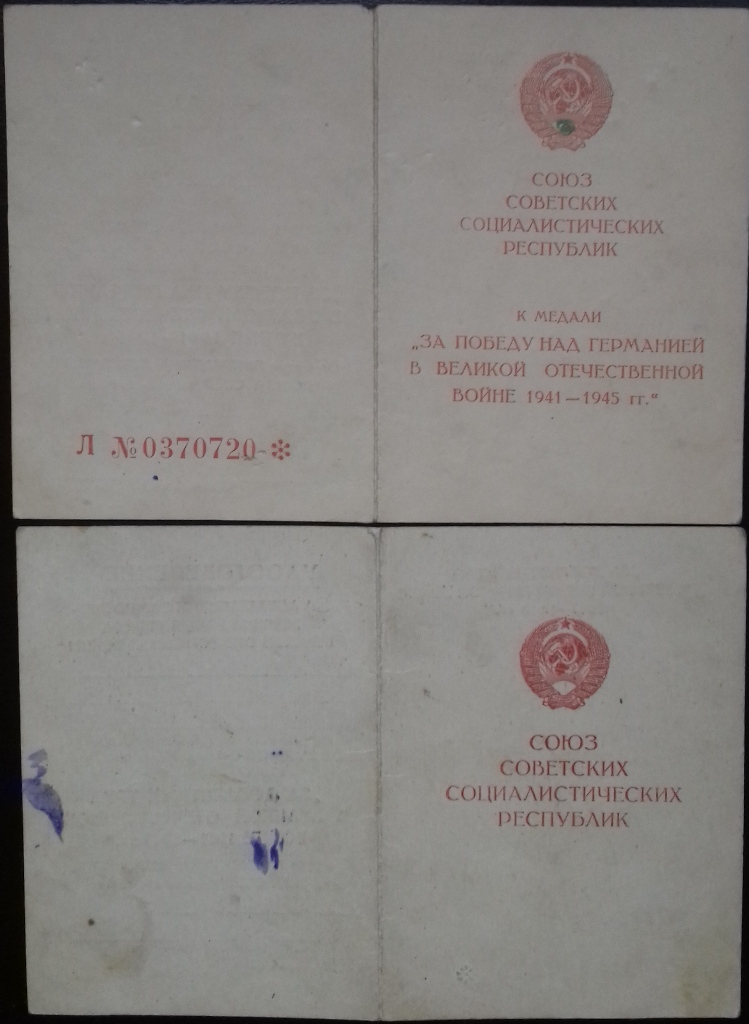 СОЮЗ
СОВЕТСКИХ
СОЦИАЛИСТИЧЕСКИХ
РЕСПУБЛИК
К МЕДАЛИ
„ЗА ПОБЕДУ НАД ГЕРМАНИЕЙ
В ВЕЛИКОЙ ОТЕЧЕСТВЕННОЙ
ВОЙНЕ 1941—1945 гг.“
Л №0370720-*
СОЮЗ
СОВЕТСКИХ
СОЦИАЛИСТИЧЕСКИХ
РЕСПУБЛИК